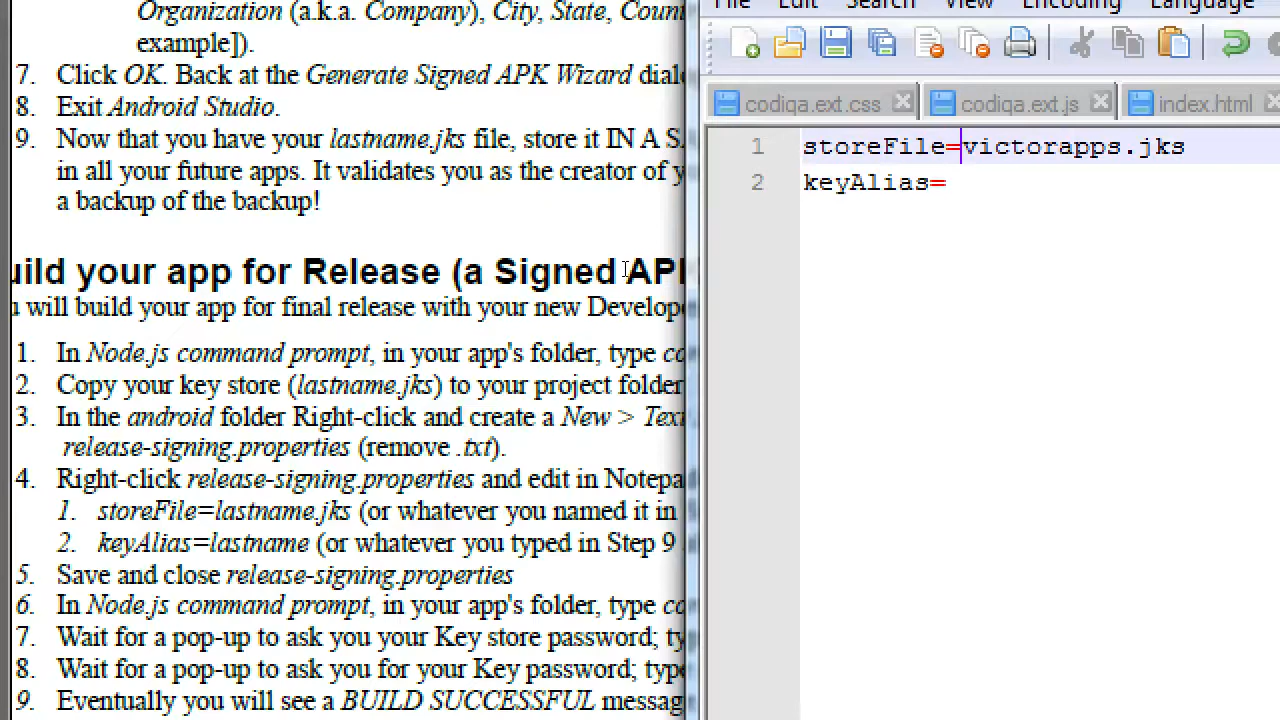 Organization (a.k.a. Company), City, State, Coun
example]).
7. Click OK. Back at the Generate Signed APK Wizard dial
8. Exit Android Studio.
9. Now that you have your lastname.jks file, store it IN A S
in all your future apps. It validates you as the creator of y
a backup of the backup!
uild your app for Release (a Signed API
u will build your app for final release with your new Develop
1. In Node.js command prompt, in your app's folder, type co
2. Copy your key store (lastname.jks) to your project folder
3. In the android folder Right-click and create a New > Tex
release-signing.properties (remove .txt).
4. Right-click release-signing.properties and edit in Notepa
1. storeFile=lastname.jks (or whatever you named it in
2. keyAlias=lastname (or whatever you typed in Step 9
5. Save and close release-signing.properties
6. In Node.js command prompt, in your app's folder, type co
7. Wait for a pop-up to ask you your Key store password; ty
8. Wait for a pop-up to ask you for your Key password; type
9. Eventually you will see a BUILD SUCCESSFUL messag
File Edit Search View Encoding Language
codiqa.ext.css codiqa.ext.js index.html
1 storeFile=victorapps.jks
2 keyAlias=